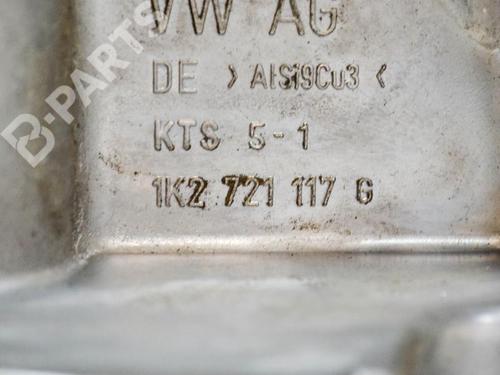 VW AG
DE >AlSi9Cu3<
KTS 5-1
1K2 721 117 G
B-PARTS